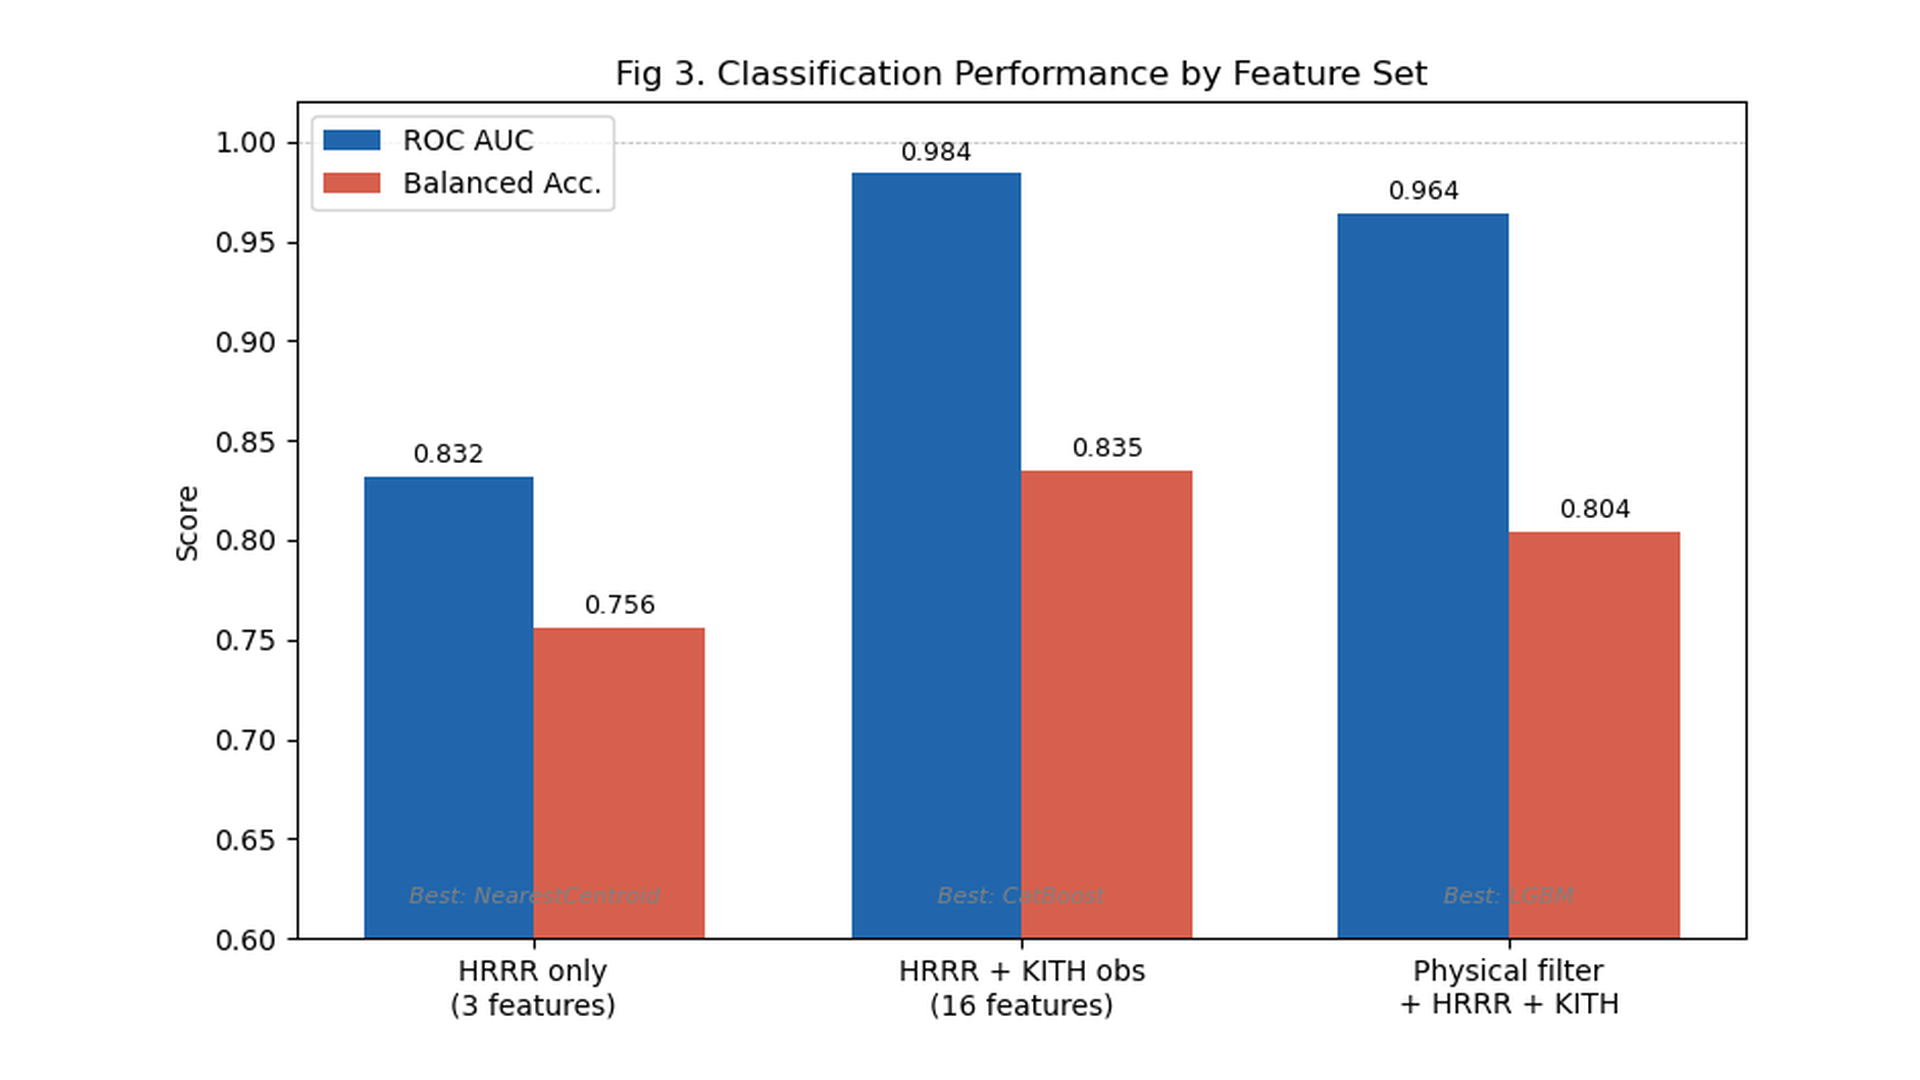 Fig 3. Classification Performance by Feature Set
ROC AUC
Balanced Acc.
Score
1.00
0.95
0.90
0.85
0.80
0.75
0.70
0.65
0.60
0.832
0.756
0.984
0.835
0.964
0.804
Best: NearestCentroid
Best: CatBoost
Best: LGBM
HRRR only
(3 features)
HRRR + KITH obs
(16 features)
Physical filter
+ HRRR + KITH